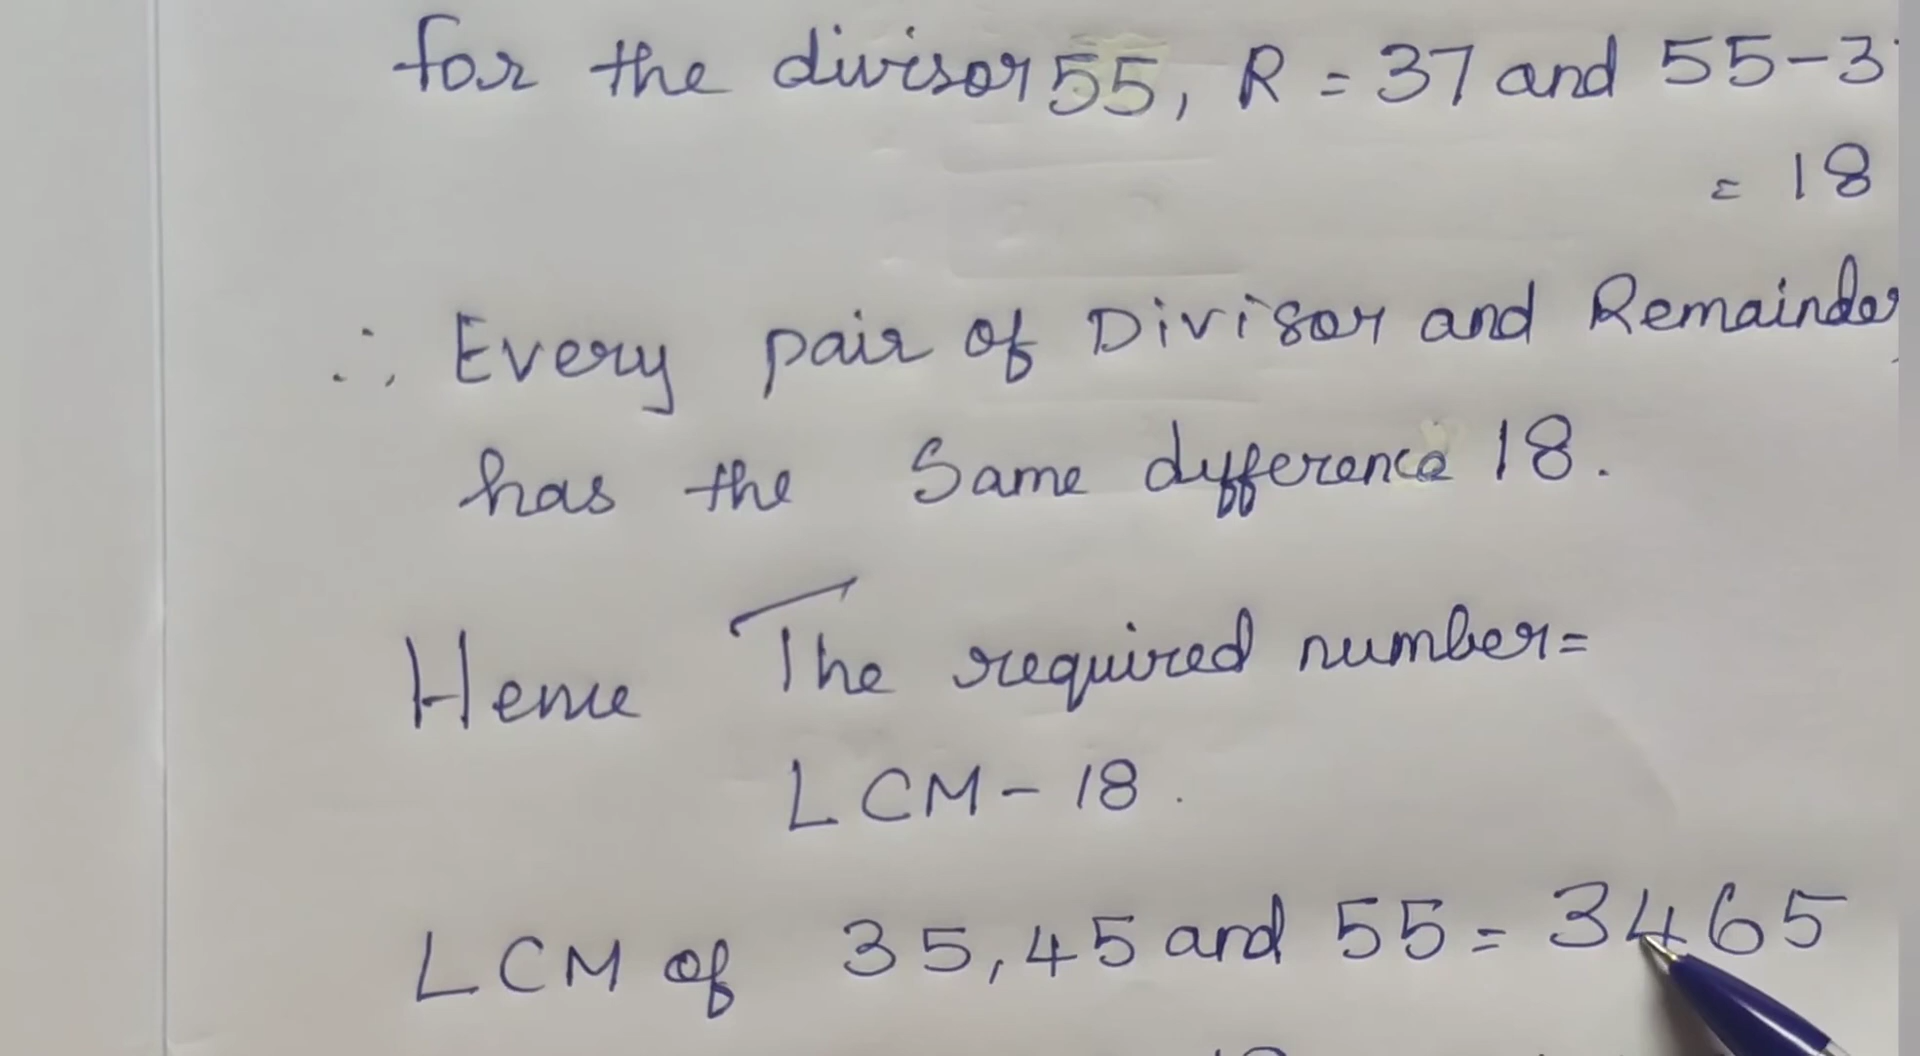 for the divisor 55, R = 37 and 55-3
= 18
∴ Every pair of Divisor and Remainder
has the Same difference 18.
Hence The required number=
LCM - 18.
LCM of 35,45 and 55 = 3465